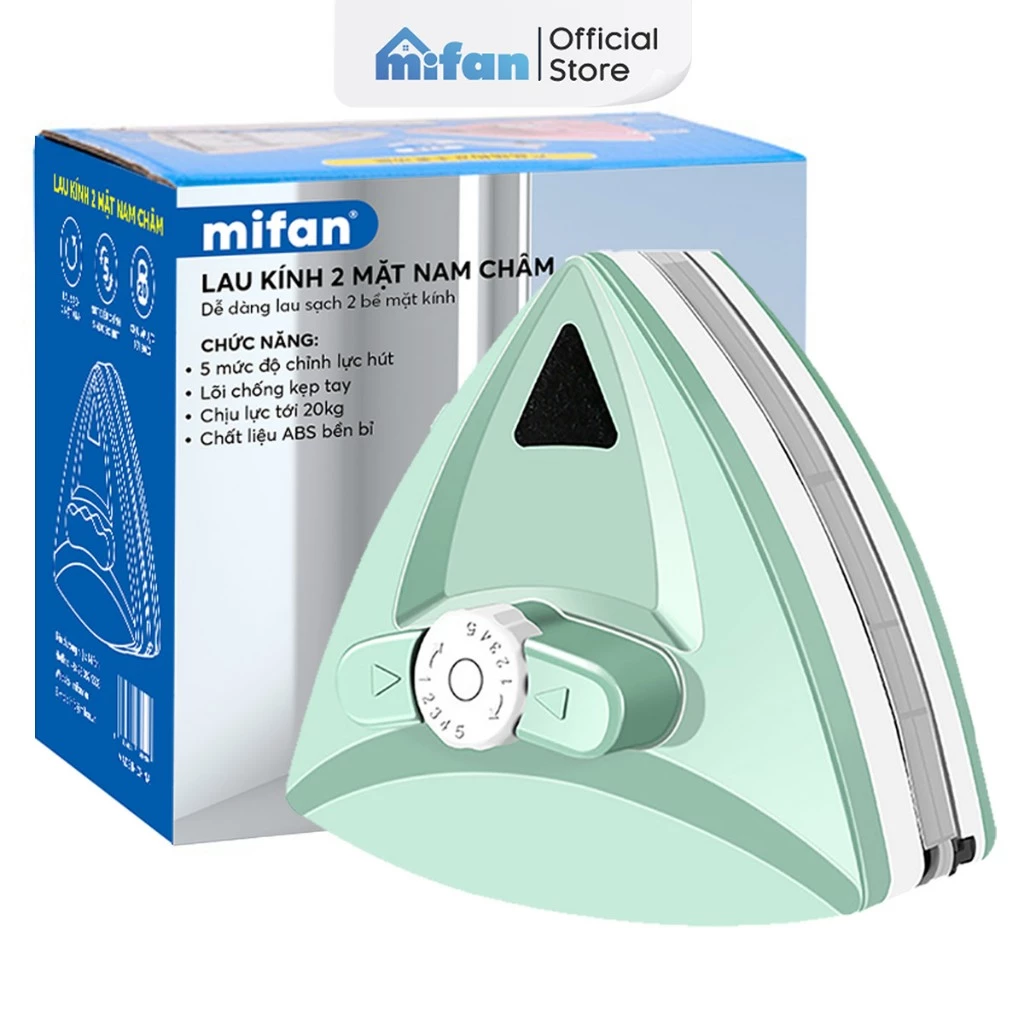 mifan
Official
Store
LAU KÍNH 2 MẶT NAM CHÂM
mifan®
LAU KÍNH 2 MẶT NAM CHÂM
Dễ dàng lau sạch 2 bề mặt kính
CHỨC NĂNG:
• 5 mức độ chỉnh lực hút
• Lõi chống kẹp tay
• Chịu lực tới 20kg
• Chất liệu ABS bền bỉ
1 2 3 4 5
1 2 3 4 5